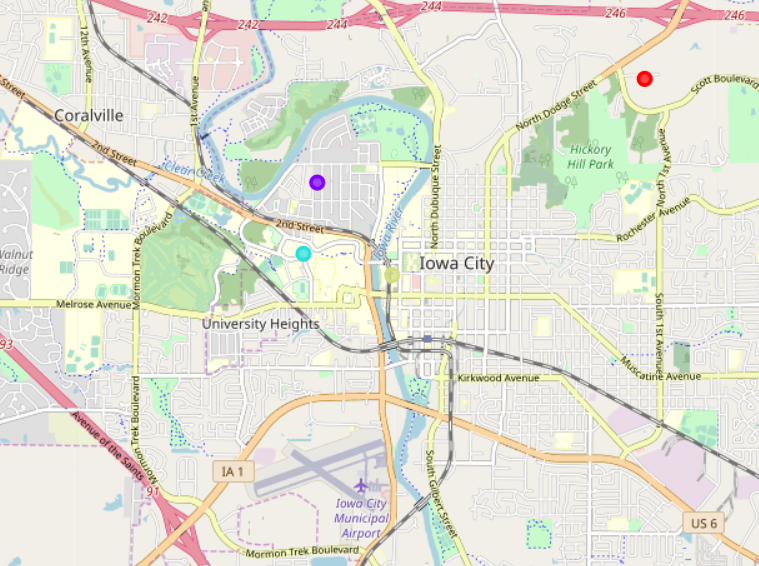 242
242
244
244
246
246
12th Avenue
1st Avenue
Scott Boulevard
Street
North Dodge Street
Coralville
2nd Street
Clear Creek
Hickory
Hill Park
North 1st Avenue
North Dubuque Street
Rochester Avenue
2nd Street
Iowa River
Walnut
Ridge
Mormon Trek Boulevard
Iowa City
Melrose Avenue
University Heights
South 1st Avenue
93
Muscatine Avenue
Kirkwood Avenue
Mormon Trek Boulevard
Avenue of the Saints
IA 1
91
South Gilbert Street
Iowa City
Municipal
Airport
US 6
Mormon Trek Boulevard